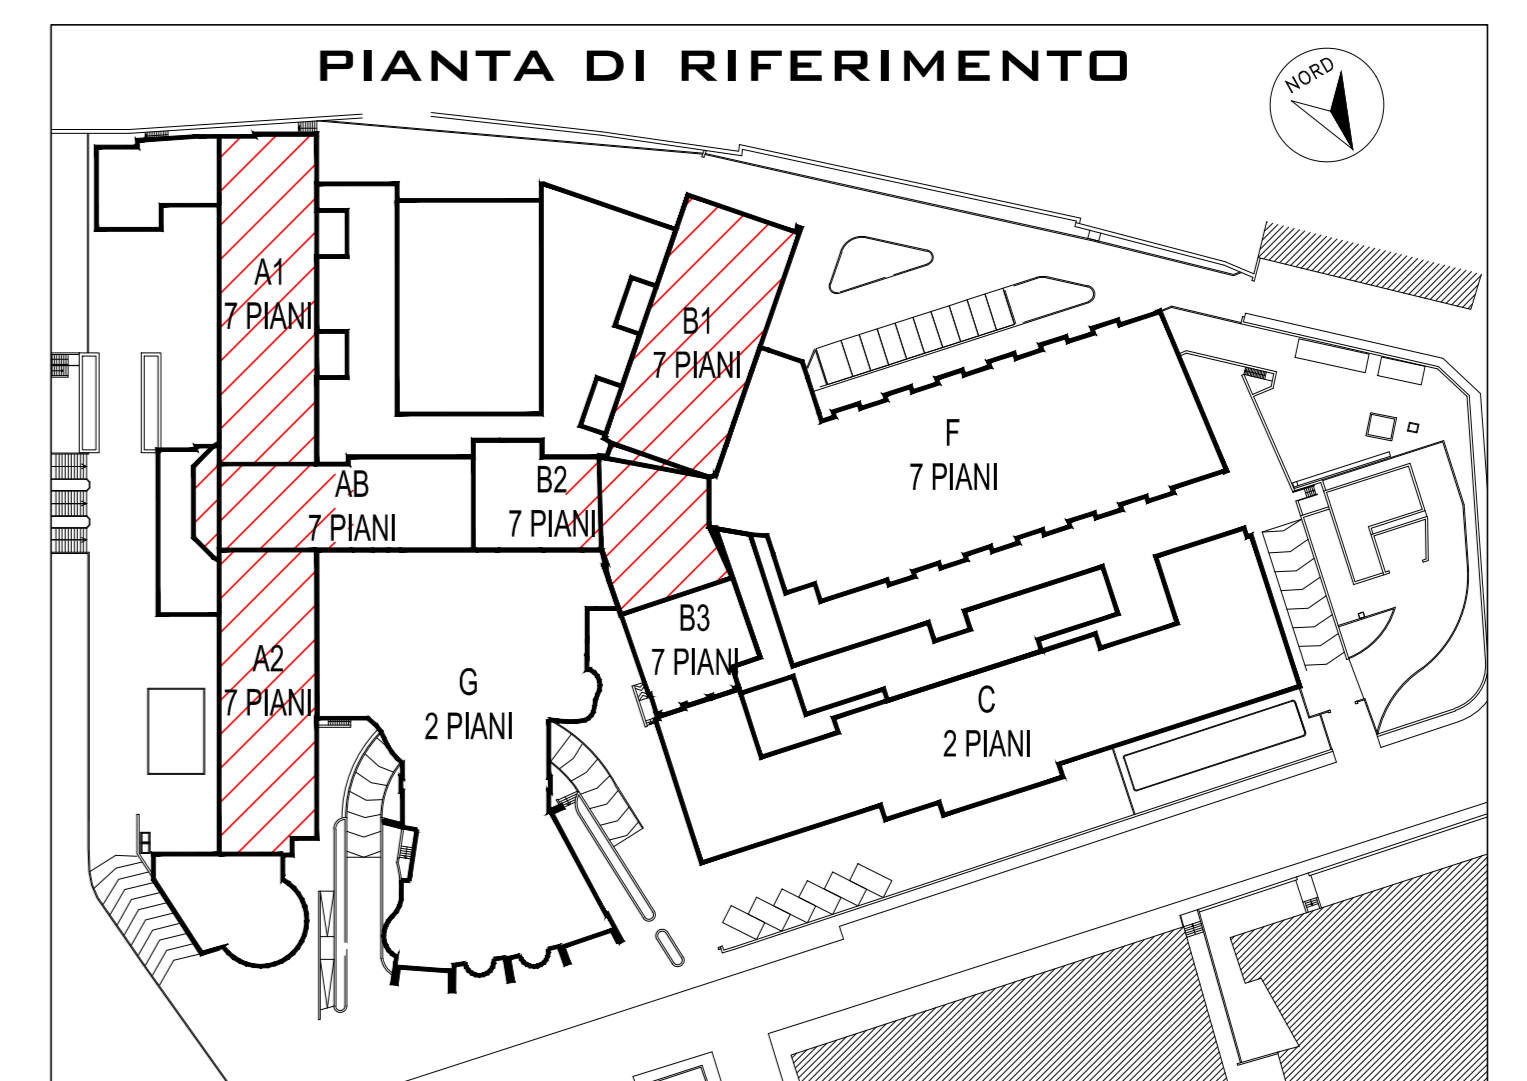 PIANTA DI RIFERIMENTO
NORD
A1
7 PIANI
B1
7 PIANI
F
7 PIANI
AB
7 PIANI
B2
7 PIANI
B3
7 PIANI
A2
7 PIANI
G
2 PIANI
C
2 PIANI